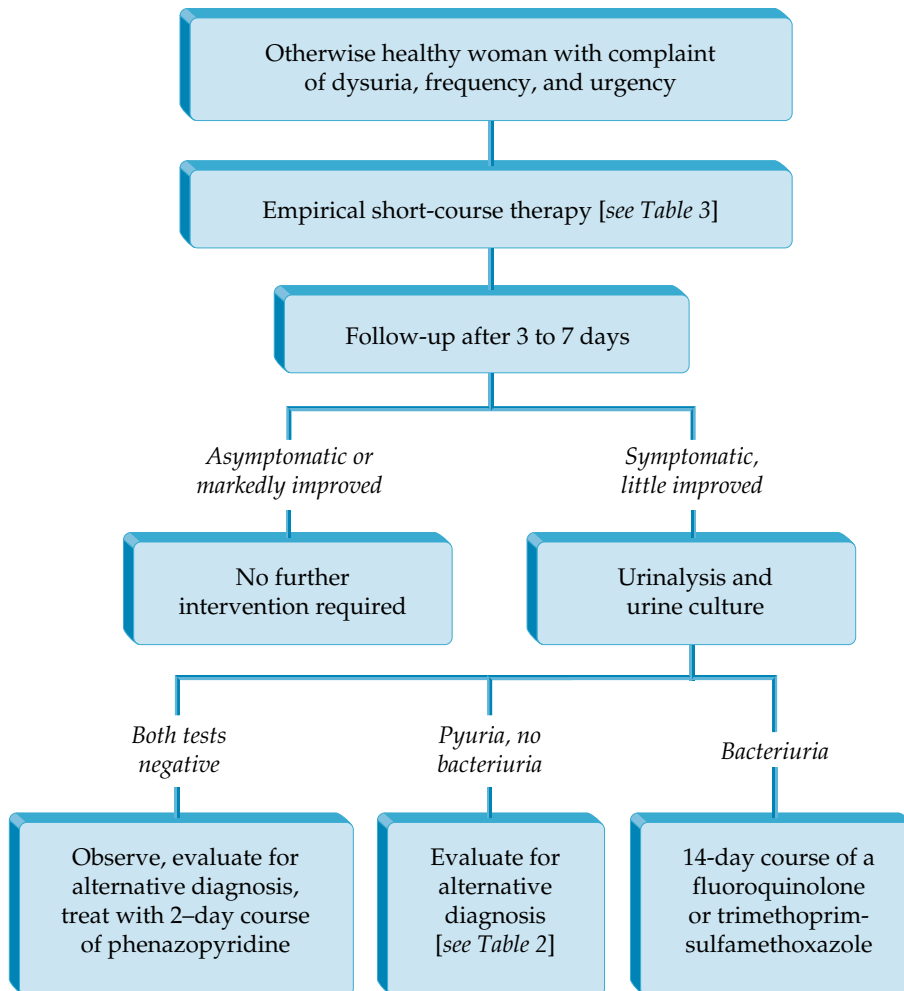 Otherwise healthy woman with complaint
of dysuria, frequency, and urgency
Empirical short-course therapy [see Table 3]
Follow-up after 3 to 7 days
Asymptomatic or
markedly improved
Symptomatic,
little improved
No further
intervention required
Urinalysis and
urine culture
Both tests
negative
Pyuria, no
bacteriuria
Bacteriuria
Observe, evaluate for
alternative diagnosis,
treat with 2–day course
of phenazopyridine
Evaluate for
alternative
diagnosis
[see Table 2]
14-day course of a
fluoroquinolone
or trimethoprim-
sulfamethoxazole